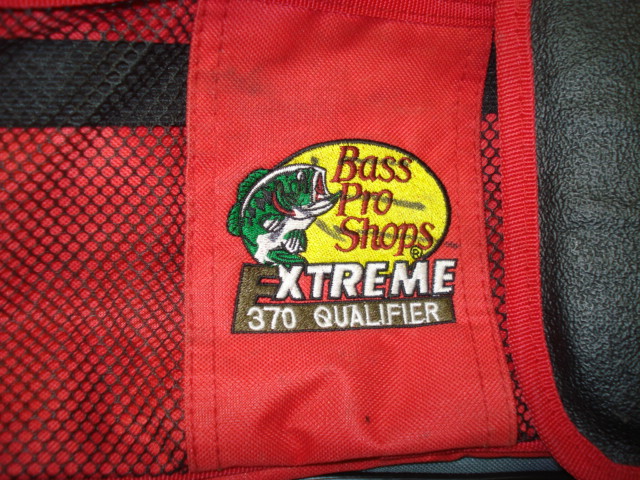 Bass
Pro
Shops®
EXTREME
370 QUALIFIER